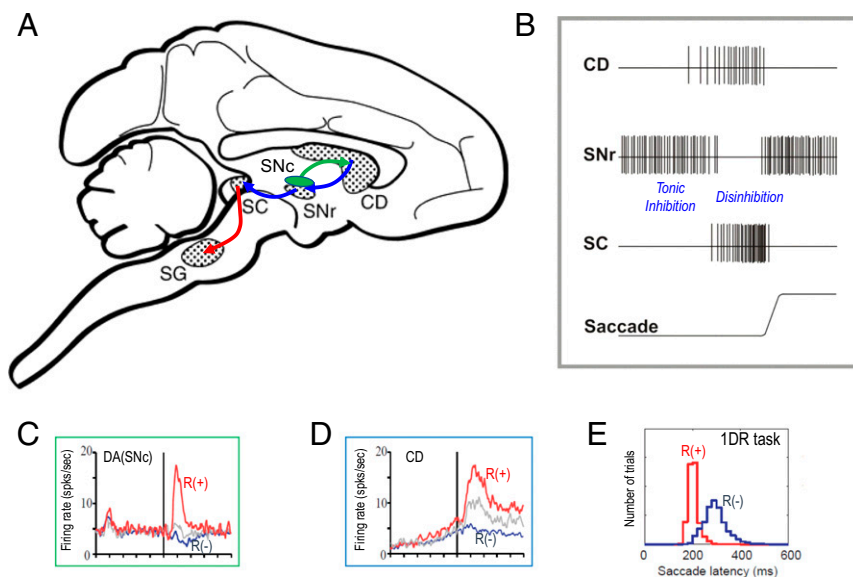 A
SNc
SC
SNr
CD
SG
B
CD
SNr
Tonic
Inhibition
Disinhibition
SC
Saccade
C
DA(SNc)
R(+)
R(-)
Firing rate (spks/sec)
20
10
0
D
CD
R(+)
R(-)
Firing rate (spks/sec)
20
10
0
E
1DR task
R(+)
R(-)
Number of trials
0 200 400 600
Saccade latency (ms)